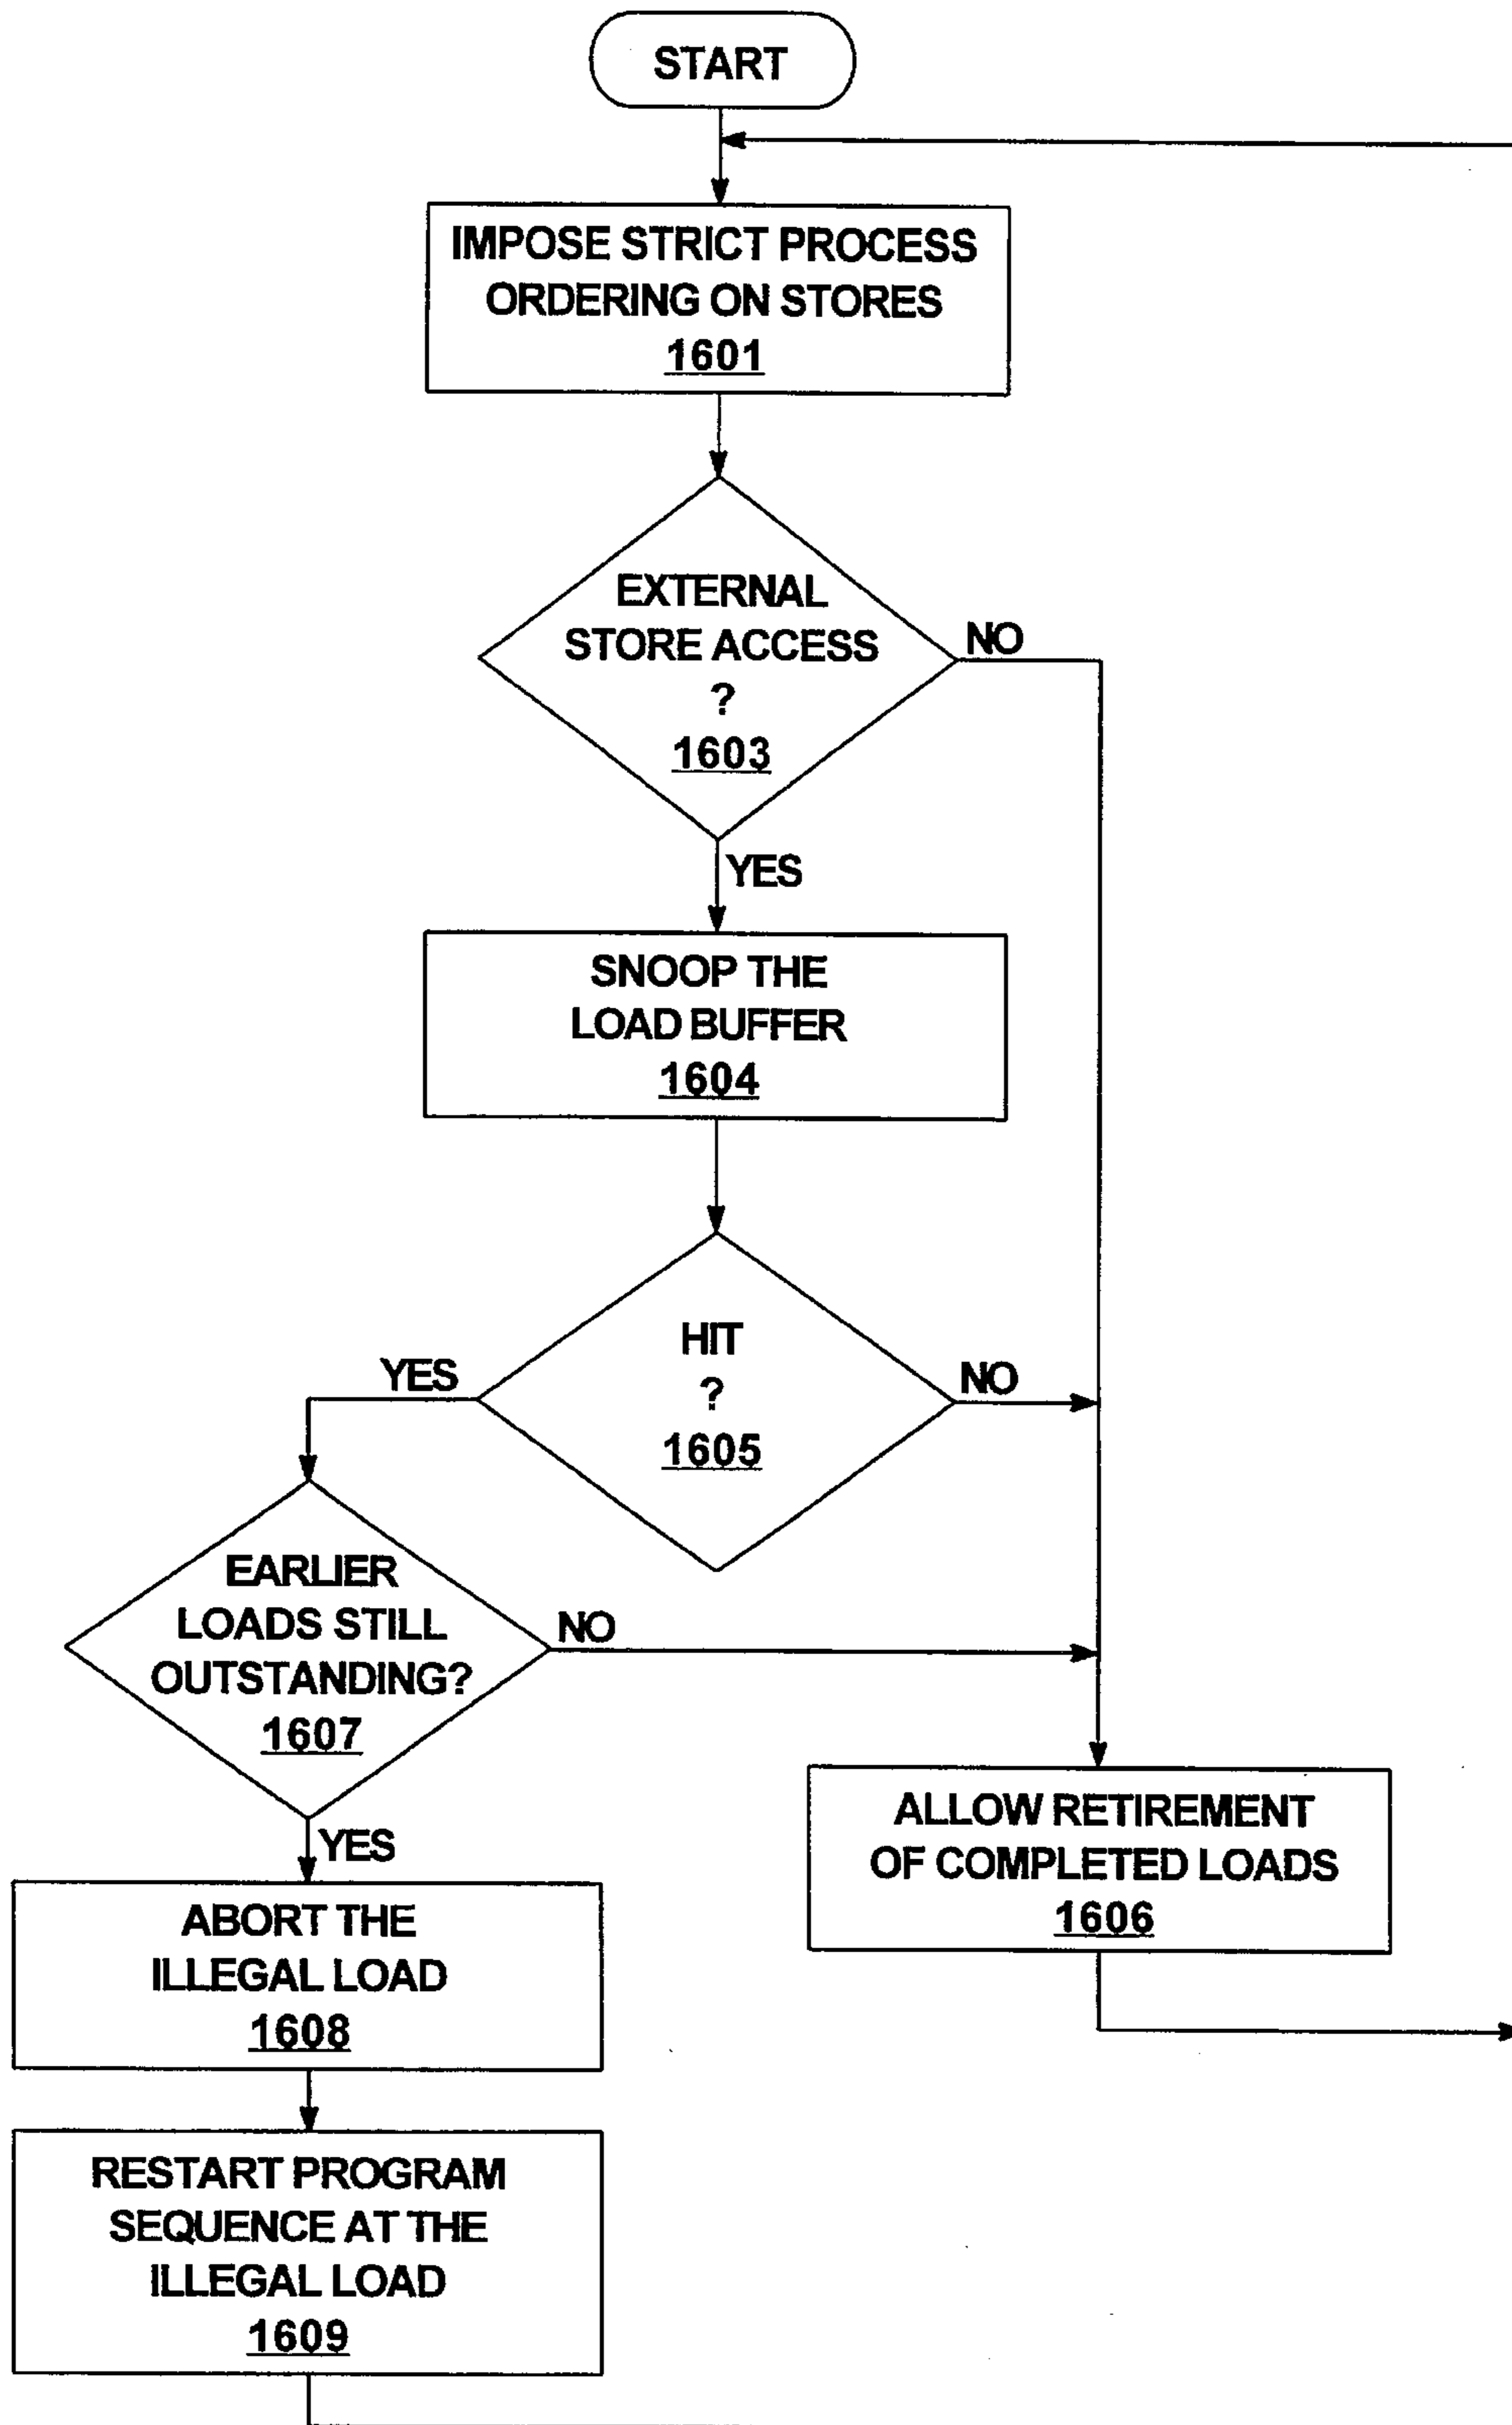 START
IMPOSE STRICT PROCESS
ORDERING ON STORES
1601
EXTERNAL
STORE ACCESS
?
1603
NO
YES
SNOOP THE
LOAD BUFFER
1604
HIT
?
1605
YES
NO
EARLIER
LOADS STILL
OUTSTANDING?
1607
NO
YES
ALLOW RETIREMENT
OF COMPLETED LOADS
1606
ABORT THE
ILLEGAL LOAD
1608
RESTART PROGRAM
SEQUENCE AT THE
ILLEGAL LOAD
1609